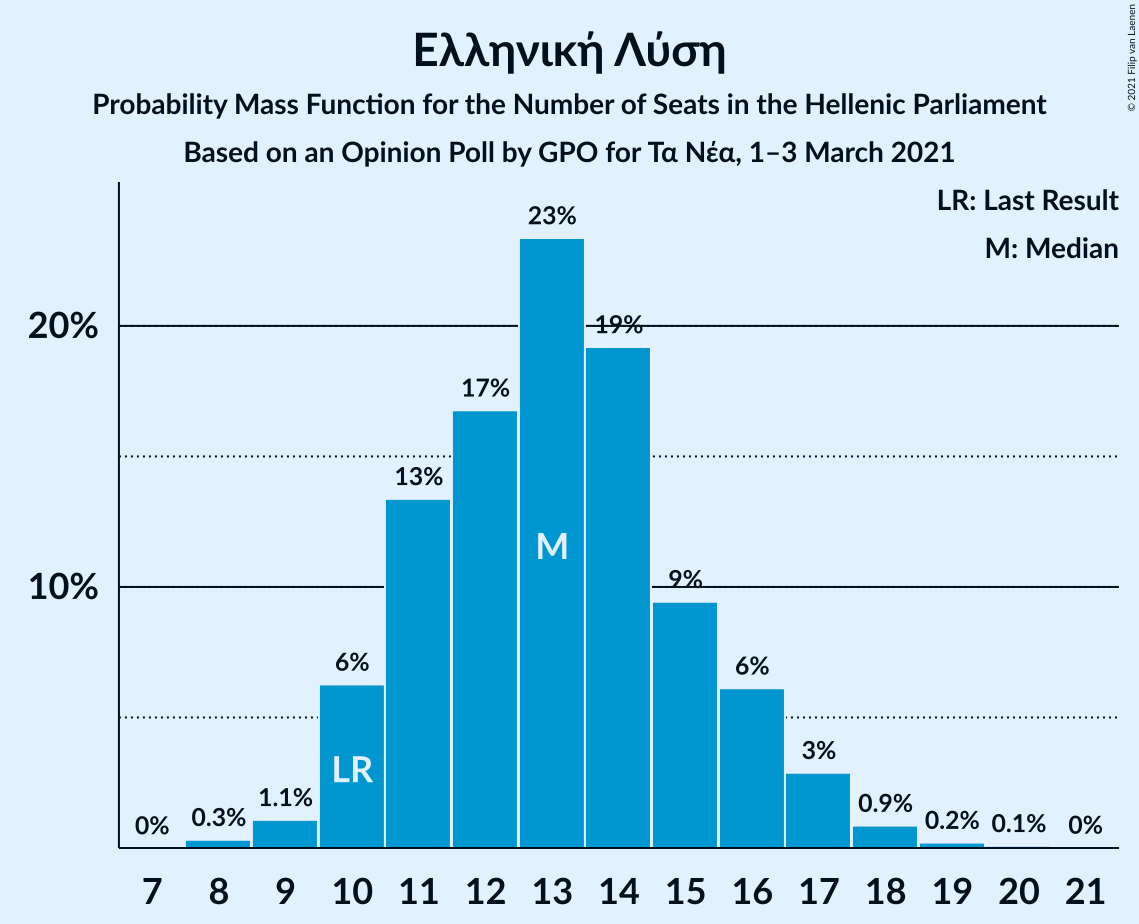 Ελληνική Λύση
Probability Mass Function for the Number of Seats in the Hellenic Parliament
Based on an Opinion Poll by GPO for Τα Νέα, 1–3 March 2021
© 2021 Filip van Laenen
LR: Last Result
M: Median
20%
10%
0%
0.3%
1.1%
6%
13%
17%
23%
19%
9%
6%
3%
0.9%
0.2%
0.1%
0%
LR
M
7 8 9 10 11 12 13 14 15 16 17 18 19 20 21